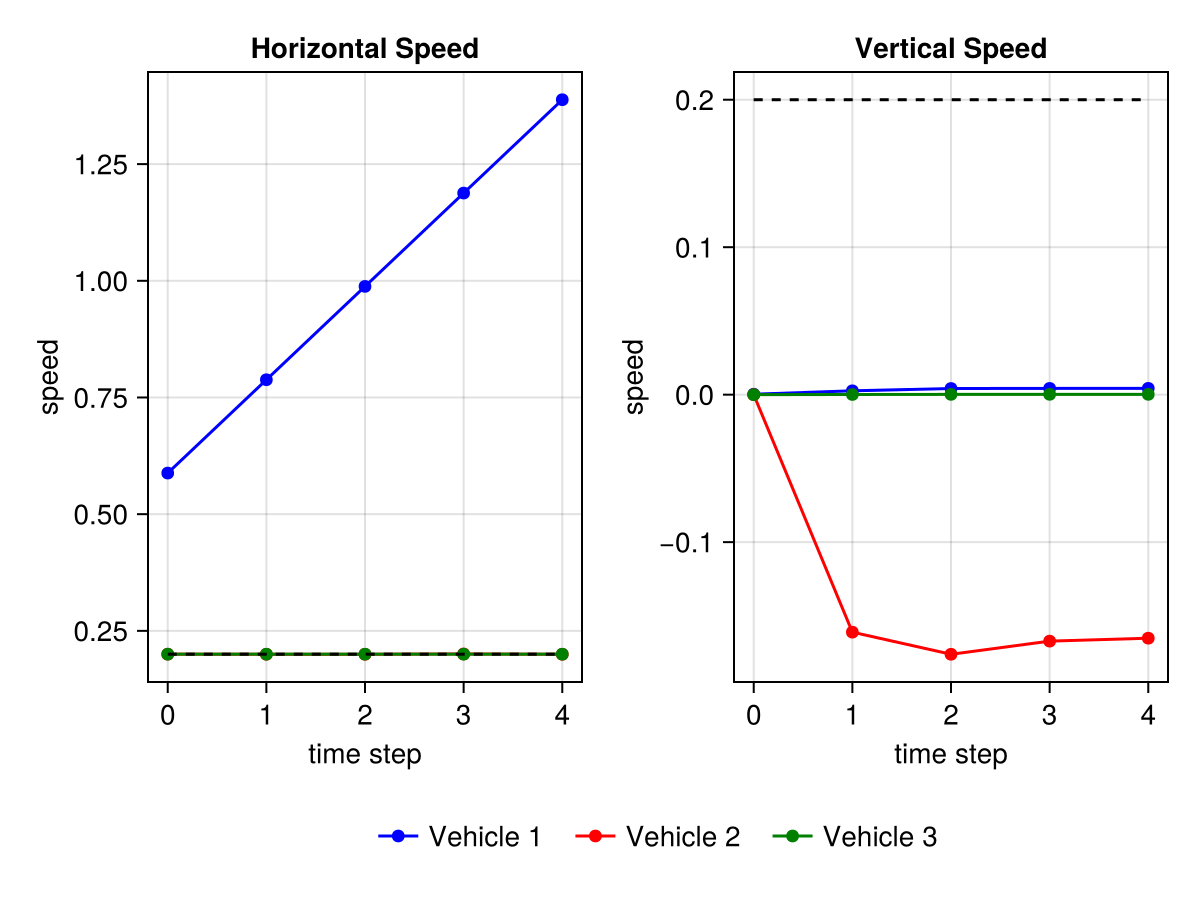 Horizontal Speed
1.25
1.00
0.75
0.50
0.25
speed
0 1 2 3 4
time step
Vertical Speed
0.2
0.1
0.0
−0.1
speed
0 1 2 3 4
time step
Vehicle 1 Vehicle 2 Vehicle 3